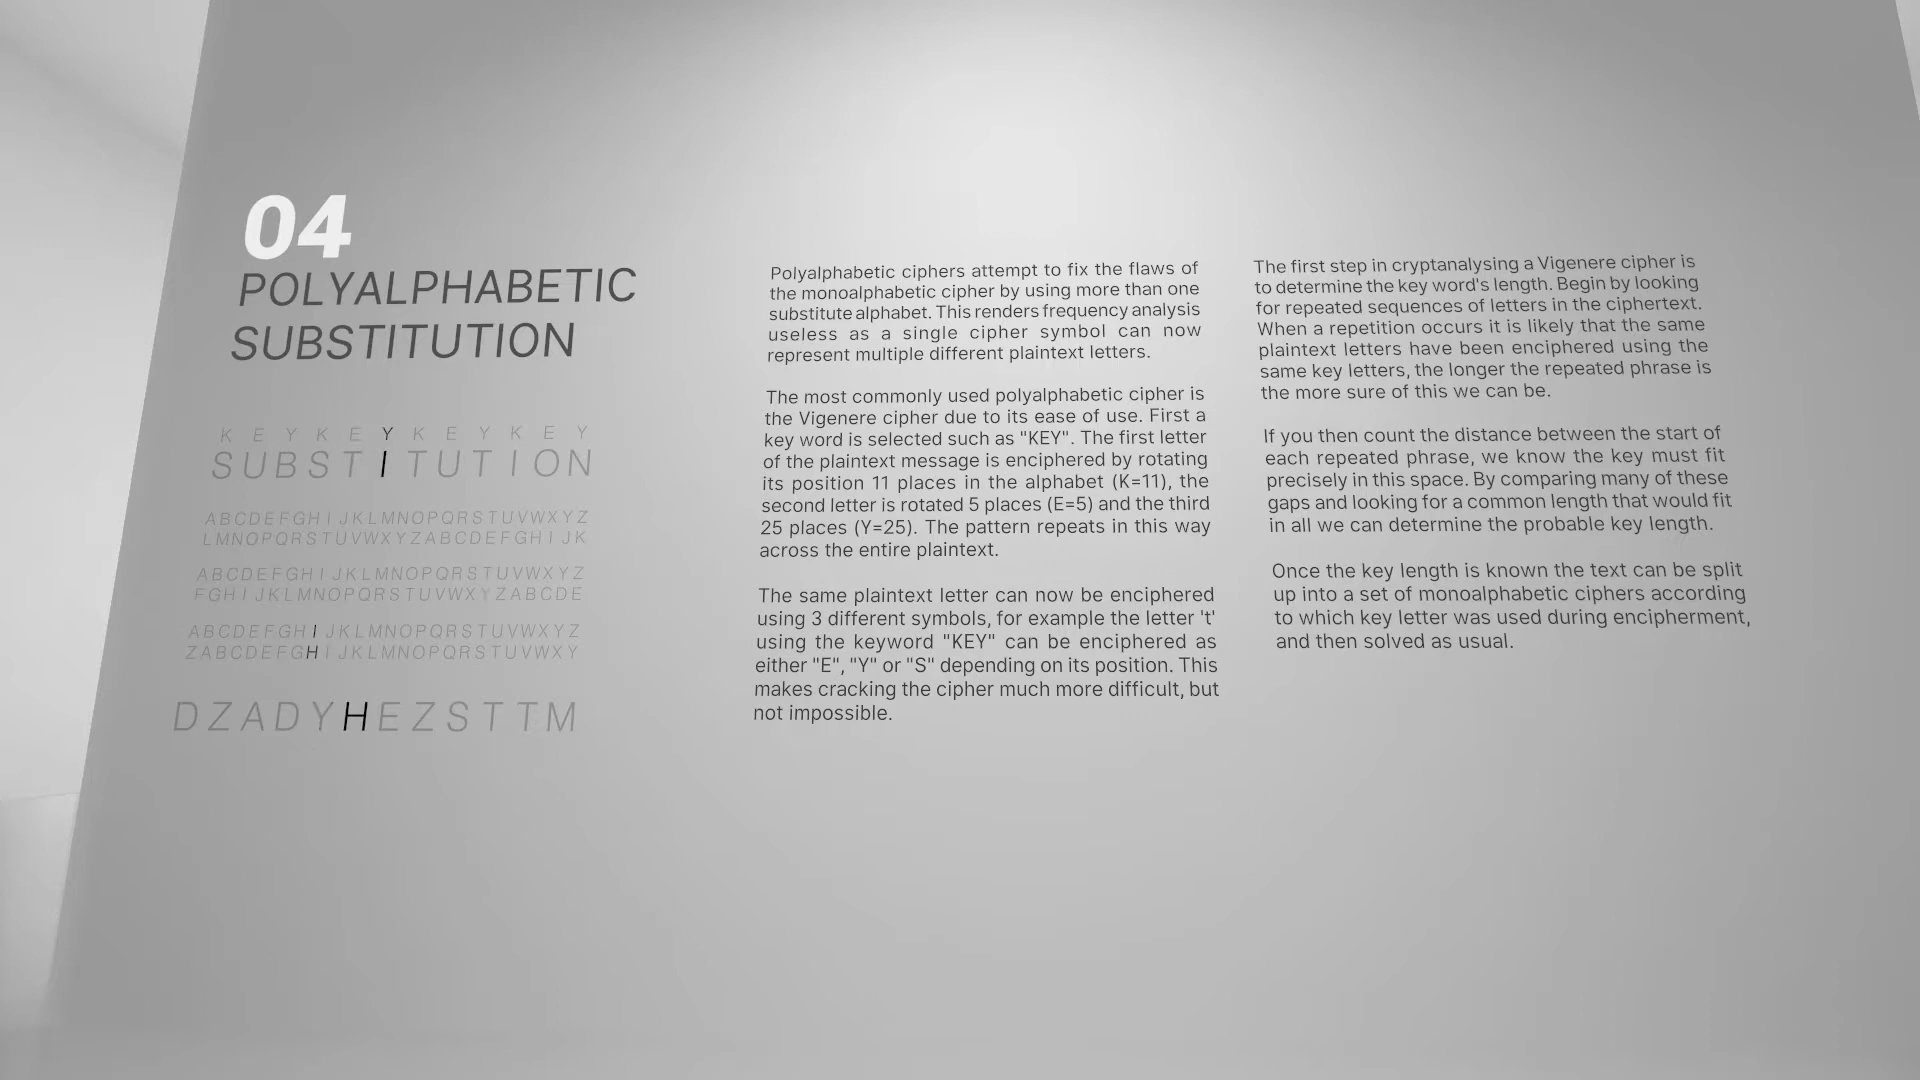 04
POLYALPHABETIC
SUBSTITUTION
K E Y K E Y K E Y K E Y
SUBSTITUTION
ABCDEFGHIJKLMNOPQRSTUVWXYZ
LMNOPQRSTUVWXYZABCDEFGHIJK
ABCDEFGHIJKLMNOPQRSTUVWXYZ
FGHIJKLMNOPQRSTUVWXYZABCDE
ABCDEFGHIJKLMNOPQRSTUVWXYZ
ZABCDEFGHIJKLMNOPQRSTUVWXY
DZADYHEZSTTM
Polyalphabetic ciphers attempt to fix the flaws of
the monoalphabetic cipher by using more than one
substitute alphabet. This renders frequency analysis
useless as a single cipher symbol can now
represent multiple different plaintext letters.
The most commonly used polyalphabetic cipher is
the Vigenere cipher due to its ease of use. First a
key word is selected such as "KEY". The first letter
of the plaintext message is enciphered by rotating
its position 11 places in the alphabet (K=11), the
second letter is rotated 5 places (E=5) and the third
25 places (Y=25). The pattern repeats in this way
across the entire plaintext.
The same plaintext letter can now be enciphered
using 3 different symbols, for example the letter 't'
using the keyword "KEY" can be enciphered as
either "E", "Y" or "S" depending on its position. This
makes cracking the cipher much more difficult, but
not impossible.
The first step in cryptanalysing a Vigenere cipher is
to determine the key word's length. Begin by looking
for repeated sequences of letters in the ciphertext.
When a repetition occurs it is likely that the same
plaintext letters have been enciphered using the
same key letters, the longer the repeated phrase is
the more sure of this we can be.
If you then count the distance between the start of
each repeated phrase, we know the key must fit
precisely in this space. By comparing many of these
gaps and looking for a common length that would fit
in all we can determine the probable key length.
Once the key length is known the text can be split
up into a set of monoalphabetic ciphers according
to which key letter was used during encipherment,
and then solved as usual.